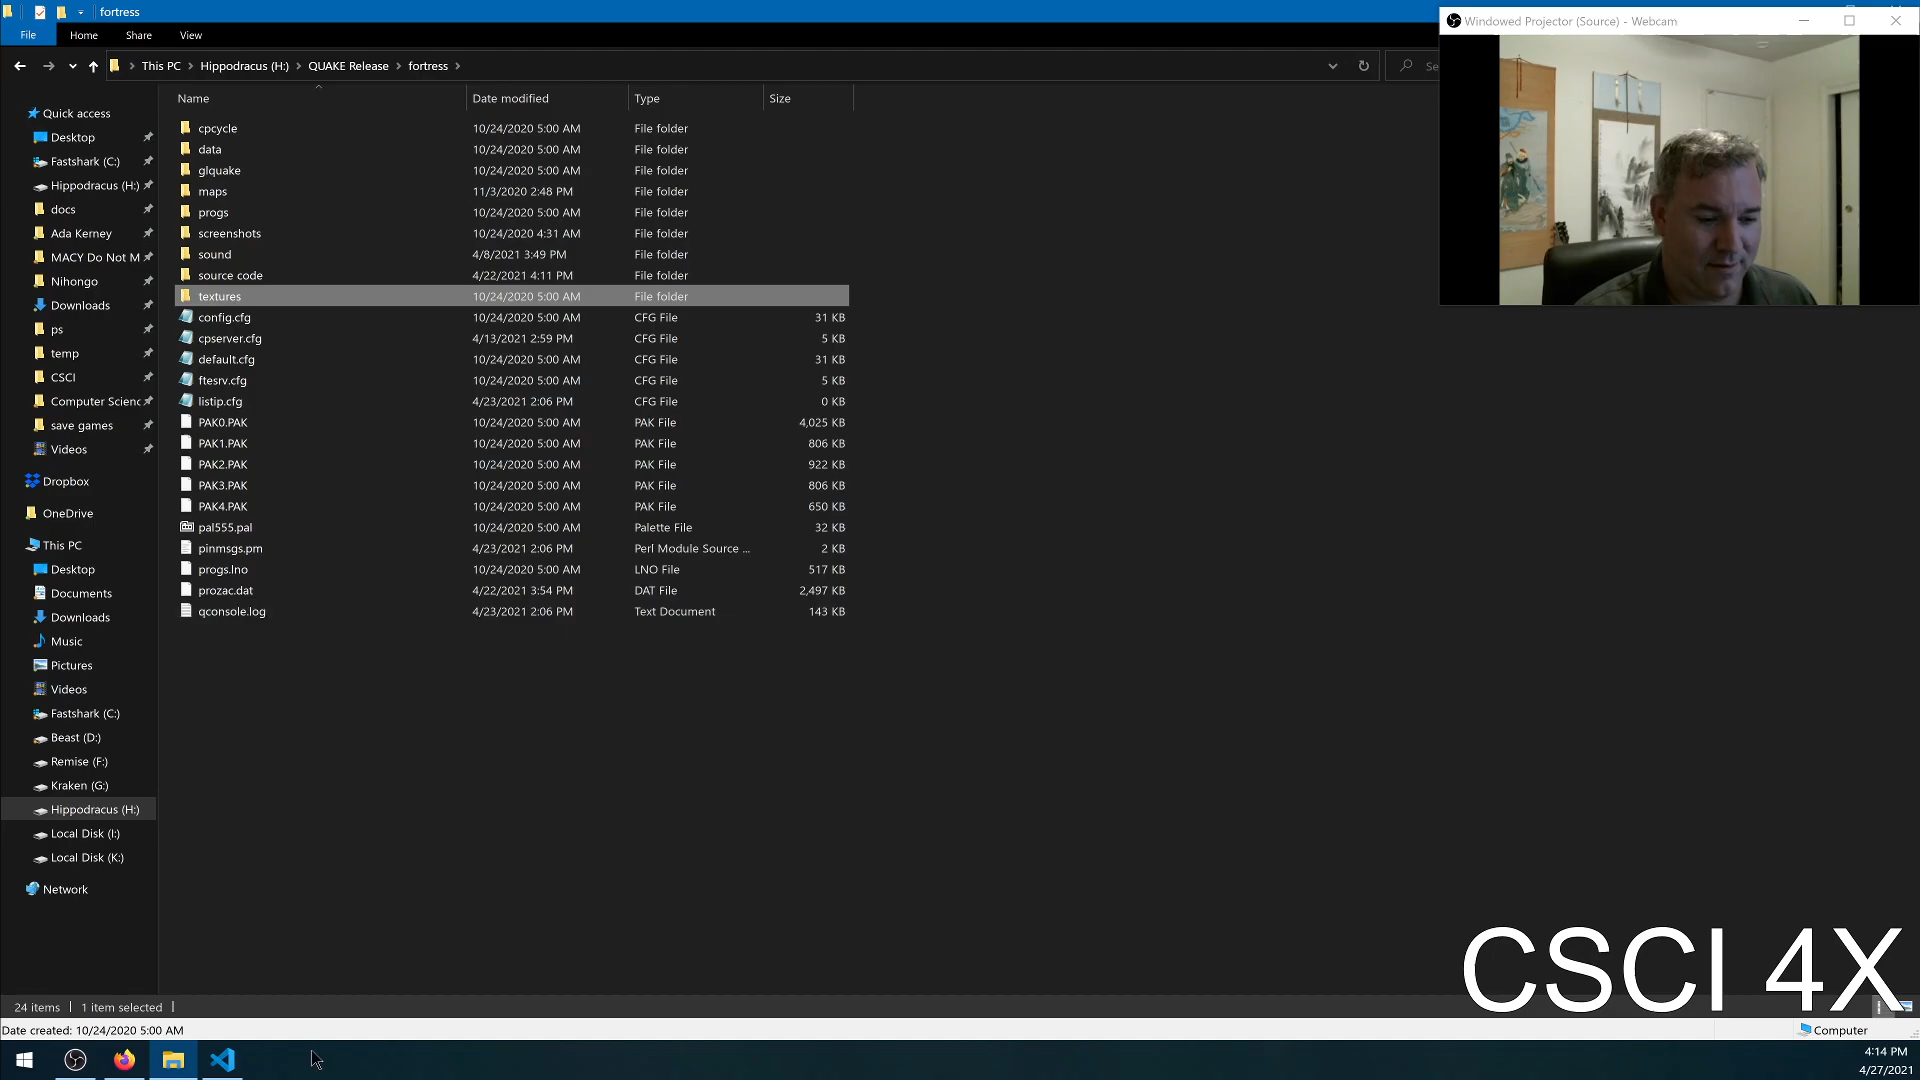 fortress
Windowed Projector (Source) - Webcam
File Home Share View
This PC Hippodracus (H:) QUAKE Release fortress
Se
Name Date modified Type Size
Quick access
Desktop
Fastshark (C:)
Hippodracus (H:)
docs
Ada Kerney
MACY Do Not M
Nihongo
Downloads
ps
temp
CSCI
Computer Scienc
save games
Videos
Dropbox
OneDrive
This PC
Desktop
Documents
Downloads
Music
Pictures
Videos
Fastshark (C:)
Beast (D:)
Remise (F:)
Kraken (G:)
Hippodracus (H:)
Local Disk (I:)
Local Disk (K:)
Network
cpcycle 10/24/2020 5:00 AM File folder
data 10/24/2020 5:00 AM File folder
glquake 10/24/2020 5:00 AM File folder
maps 11/3/2020 2:48 PM File folder
progs 10/24/2020 5:00 AM File folder
screenshots 10/24/2020 4:31 AM File folder
sound 4/8/2021 3:49 PM File folder
source code 4/22/2021 4:11 PM File folder
textures 10/24/2020 5:00 AM File folder
config.cfg 10/24/2020 5:00 AM CFG File 31 KB
cpserver.cfg 4/13/2021 2:59 PM CFG File 5 KB
default.cfg 10/24/2020 5:00 AM CFG File 31 KB
ftesrv.cfg 10/24/2020 5:00 AM CFG File 5 KB
listip.cfg 4/23/2021 2:06 PM CFG File 0 KB
PAK0.PAK 10/24/2020 5:00 AM PAK File 4,025 KB
PAK1.PAK 10/24/2020 5:00 AM PAK File 806 KB
PAK2.PAK 10/24/2020 5:00 AM PAK File 922 KB
PAK3.PAK 10/24/2020 5:00 AM PAK File 806 KB
PAK4.PAK 10/24/2020 5:00 AM PAK File 650 KB
pal555.pal 10/24/2020 5:00 AM Palette File 32 KB
pinmsgs.pm 4/23/2021 2:06 PM Perl Module Source ... 2 KB
progs.lno 10/24/2020 5:00 AM LNO File 517 KB
prozac.dat 4/22/2021 3:54 PM DAT File 2,497 KB
qconsole.log 4/23/2021 2:06 PM Text Document 143 KB
CSCI 4X
24 items 1 item selected
Date created: 10/24/2020 5:00 AM Computer
4:14 PM
4/27/2021